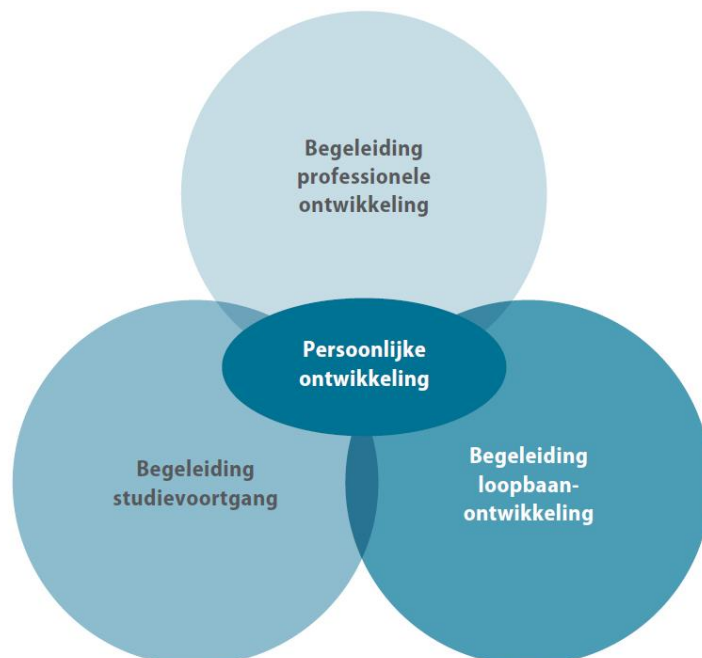 Begeleiding
professionele
ontwikkeling
Persoonlijke
ontwikkeling
Begeleiding
studievoortgang
Begeleiding
loopbaan-
ontwikkeling